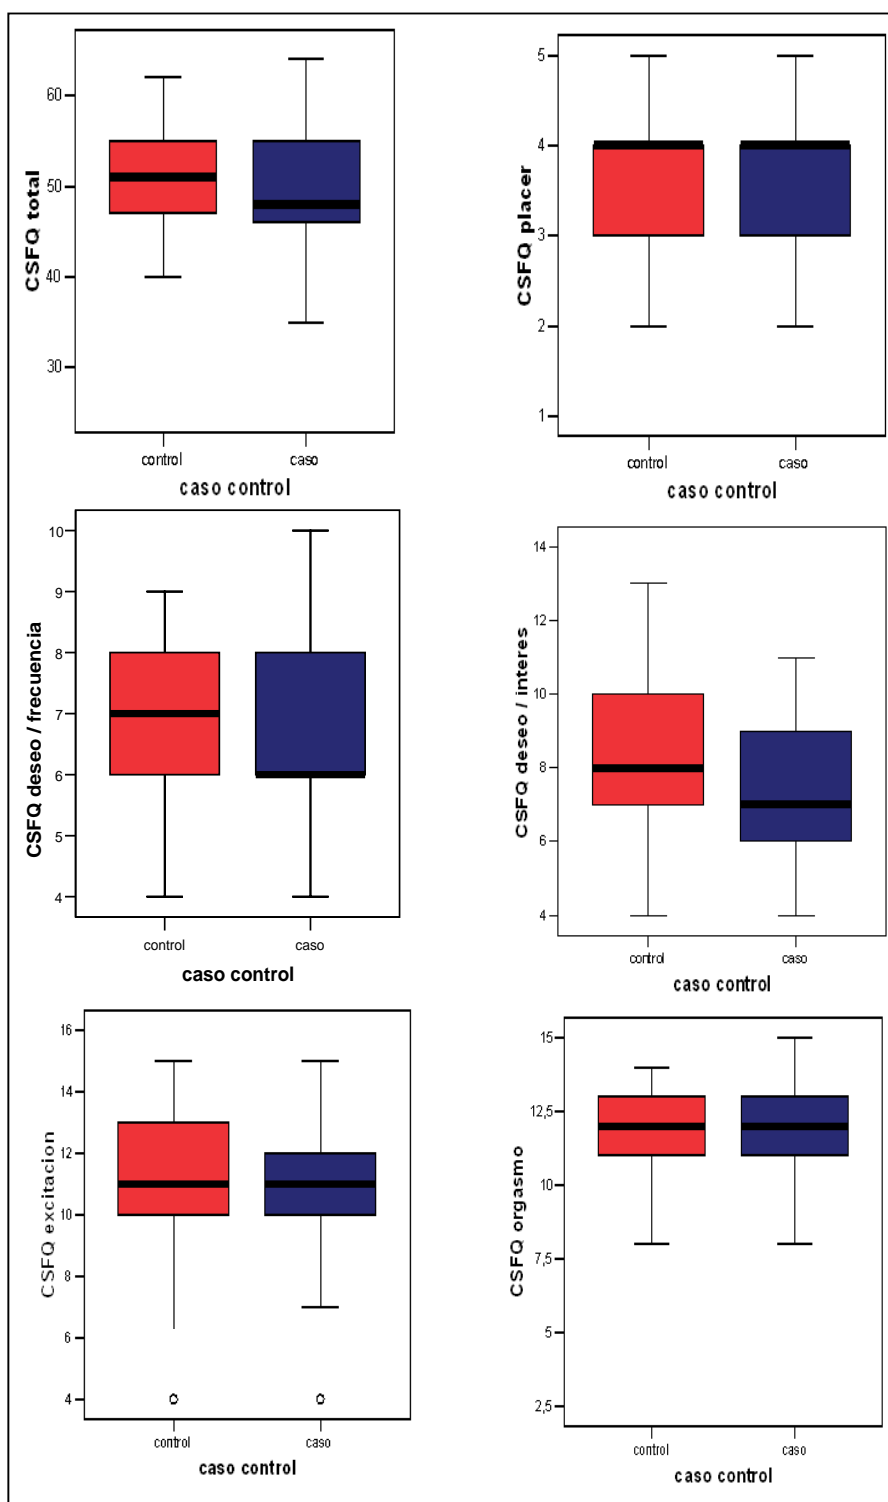 CSFQ total
60
50
40
30
control caso
caso control
CSFQ placer
5
4
3
2
1
control caso
caso control
CSFQ deseo / frecuencia
10
9
8
7
6
5
4
control caso
caso control
CSFQ deseo / interes
14
12
10
8
6
4
control caso
caso control
CSFQ excitacion
16
14
12
10
8
6
4
control caso
caso control
CSFQ orgasmo
15
12,5
10
7,5
5
2,5
control caso
caso control